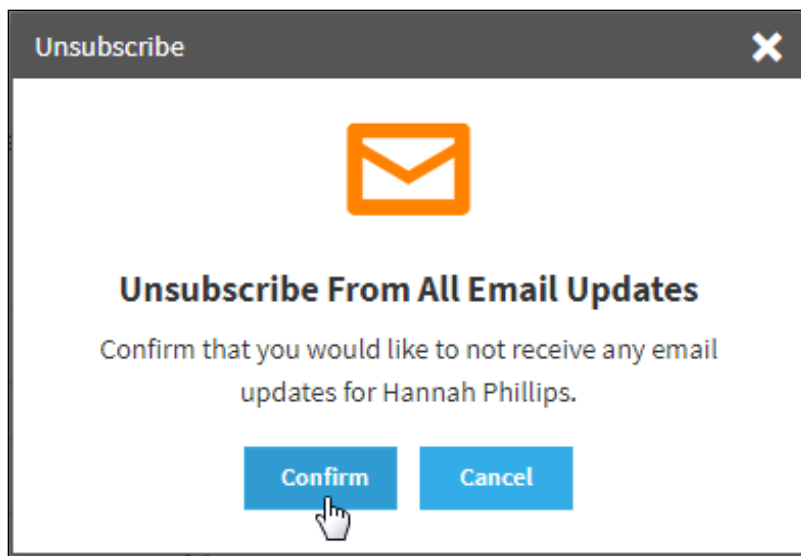 Unsubscribe
Unsubscribe From All Email Updates
Confirm that you would like to not receive any email
updates for Hannah Phillips.
Confirm Cancel